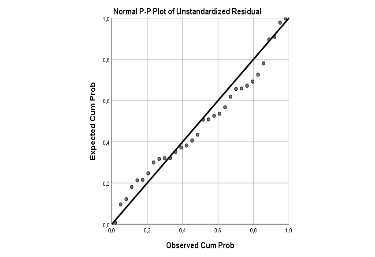 Normal P-P Plot of Unstandardized Residual
1,0
0,8
0,6
0,4
0,2
0,0
Expected Cum Prob
0,0 0,2 0,4 0,6 0,8 1,0
Observed Cum Prob